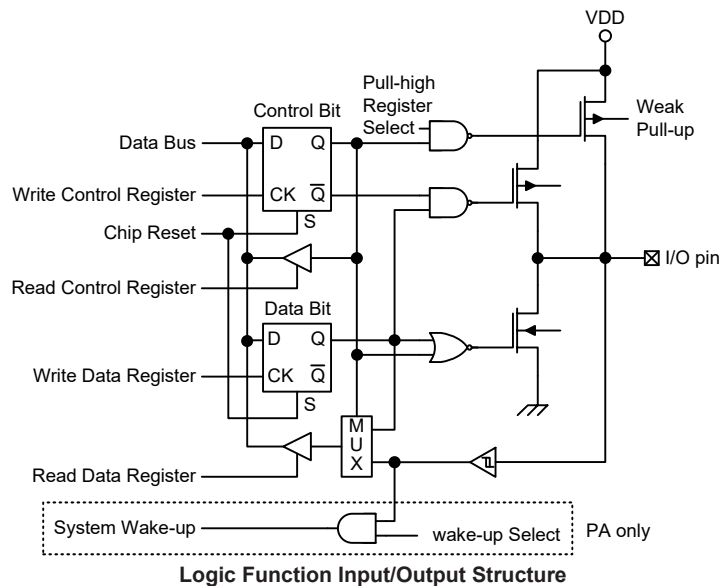 VDD
Pull-high
Register
Select
Control Bit
Weak
Pull-up
Data Bus
D Q
Write Control Register
CK Q
S
Chip Reset
I/O pin
Read Control Register
Data Bit
D Q
Write Data Register
CK Q
S
M
U
X
Read Data Register
System Wake-up
wake-up Select
PA only
Logic Function Input/Output Structure